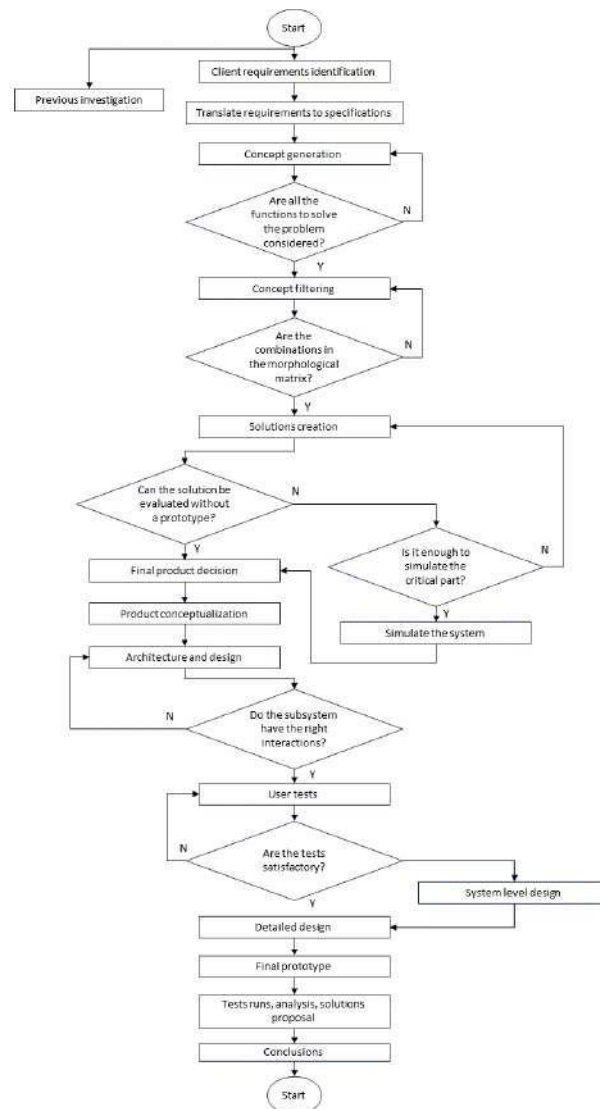 Start
Client requirements identification
Previous investigation
Translate requirements to specifications
Concept generation
Are all the
functions to solve
the problem
considered?
N
Y
Concept filtering
Are the
combinations in
the morphological
matrix?
N
Y
Solutions creation
Can the solution be
evaluated without
a prototype?
N
Y
Is it enough to
simulate the
critical part?
N
Y
Final product decision
Product conceptualization
Simulate the system
Architecture and design
Do the subsystem
have the right
interactions?
N
Y
User tests
Are the tests
satisfactory?
N
Y
System level design
Detailed design
Final prototype
Tests runs, analysis, solutions
proposal
Conclusions
Start